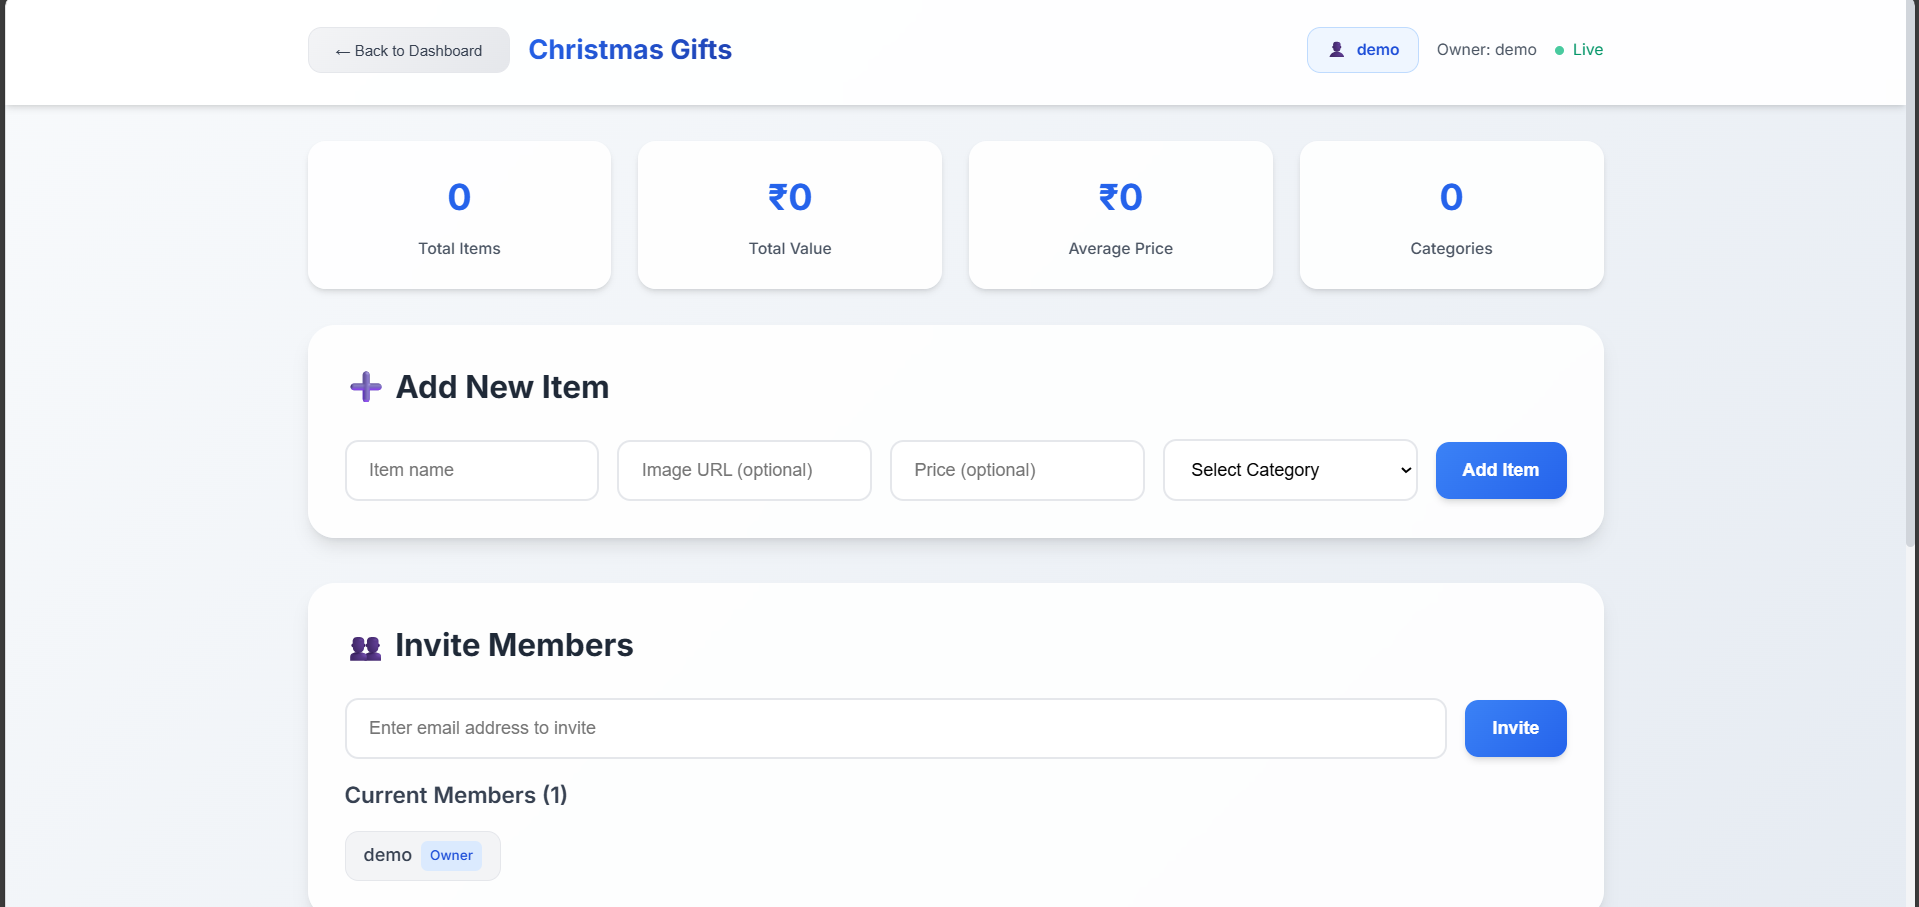 ← Back to Dashboard
Christmas Gifts
demo
Owner: demo
Live
0
Total Items
₹0
Total Value
₹0
Average Price
0
Categories
Add New Item
Item name
Image URL (optional)
Price (optional)
Select Category
Add Item
Invite Members
Enter email address to invite
Invite
Current Members (1)
demo Owner